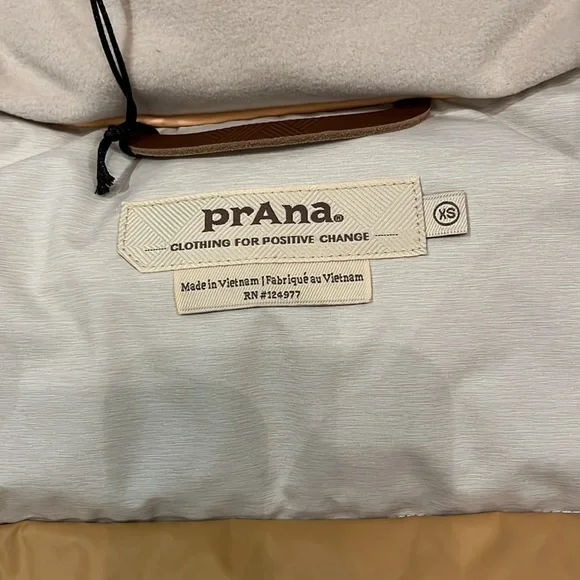 prAna®
CLOTHING FOR POSITIVE CHANGE
XS
Made in Vietnam | Fabriqué au Vietnam
RN #124977